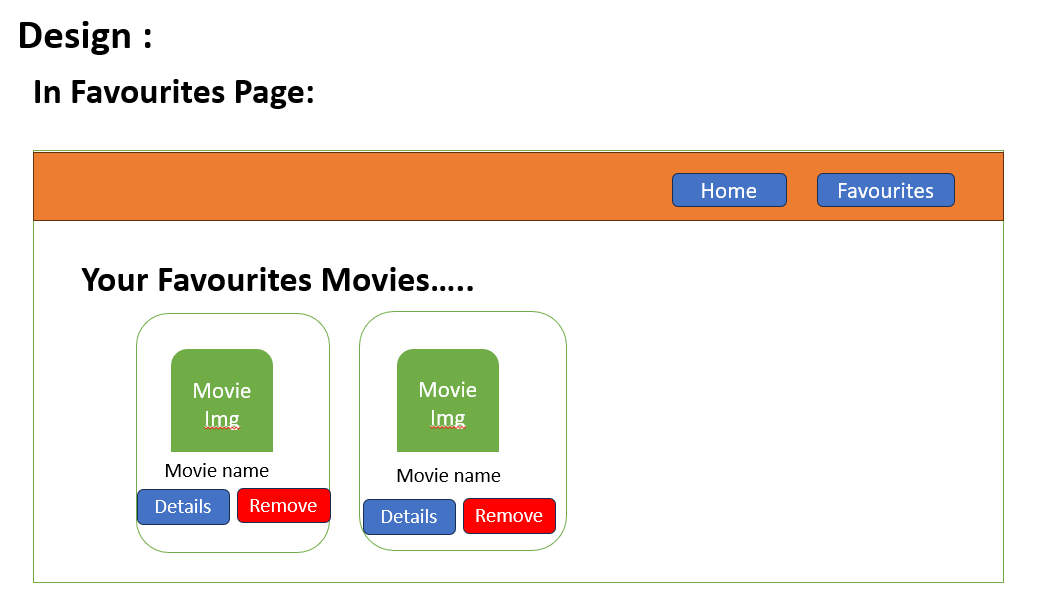 Design :
In Favourites Page:
Home Favourites
Your Favourites Movies.....
Movie
Img
Movie name
Details Remove
Movie
Img
Movie name
Details Remove